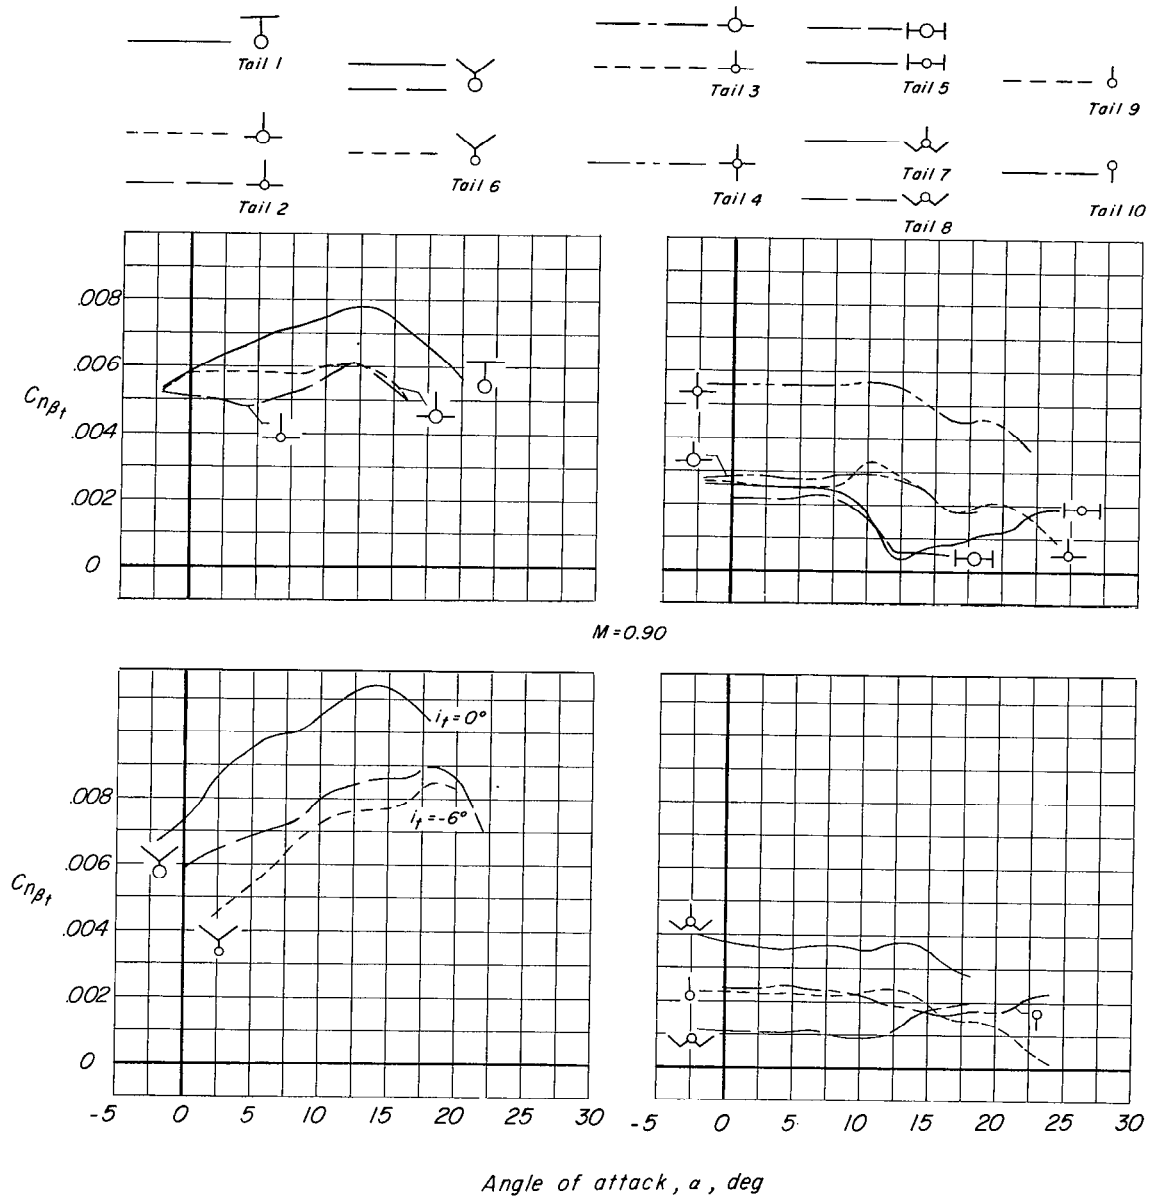 Tail 1
Tail 2
Tail 6
Tail 3
Tail 4
Tail 5
Tail 7
Tail 8
Tail 9
Tail 10
.008
.006
Cnβt
.004
.002
0
M = 0.90
it = 0°
it = -6°
.008
.006
Cnβt
.004
.002
0
-5 0 5 10 15 20 25 30
-5 0 5 10 15 20 25 30
Angle of attack, α, deg